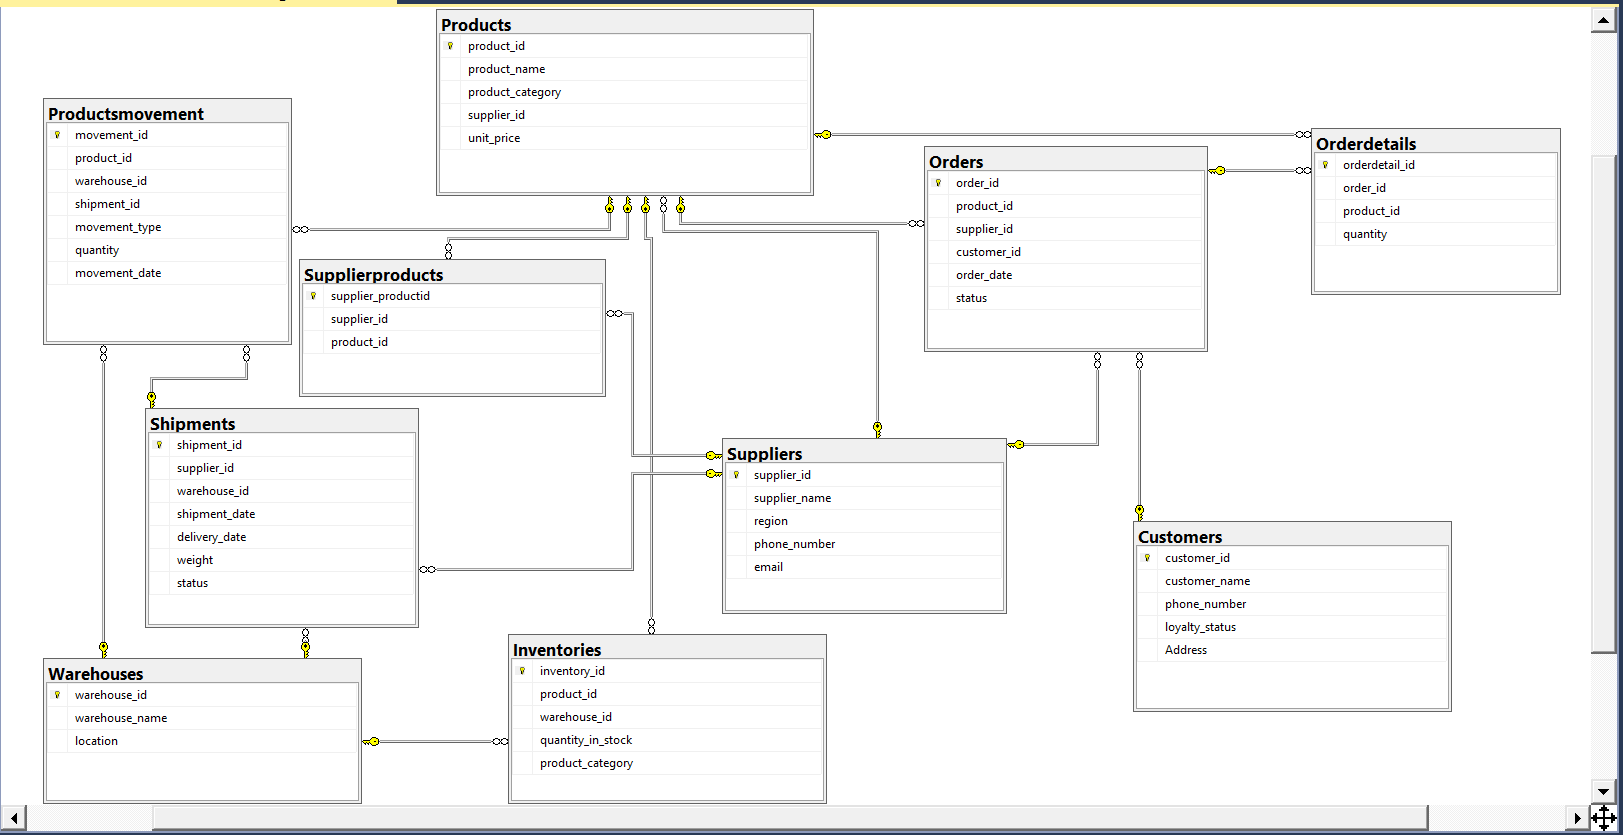 Products
product_id
product_name
product_category
supplier_id
unit_price
Productsmovement
movement_id
product_id
warehouse_id
shipment_id
movement_type
quantity
movement_date
Orderdetails
orderdetail_id
order_id
product_id
quantity
Orders
order_id
product_id
supplier_id
customer_id
order_date
status
Supplierproducts
supplier_productid
supplier_id
product_id
Shipments
shipment_id
supplier_id
warehouse_id
shipment_date
delivery_date
weight
status
Suppliers
supplier_id
supplier_name
region
phone_number
email
Customers
customer_id
customer_name
phone_number
loyalty_status
Address
Inventories
inventory_id
product_id
warehouse_id
quantity_in_stock
product_category
Warehouses
warehouse_id
warehouse_name
location